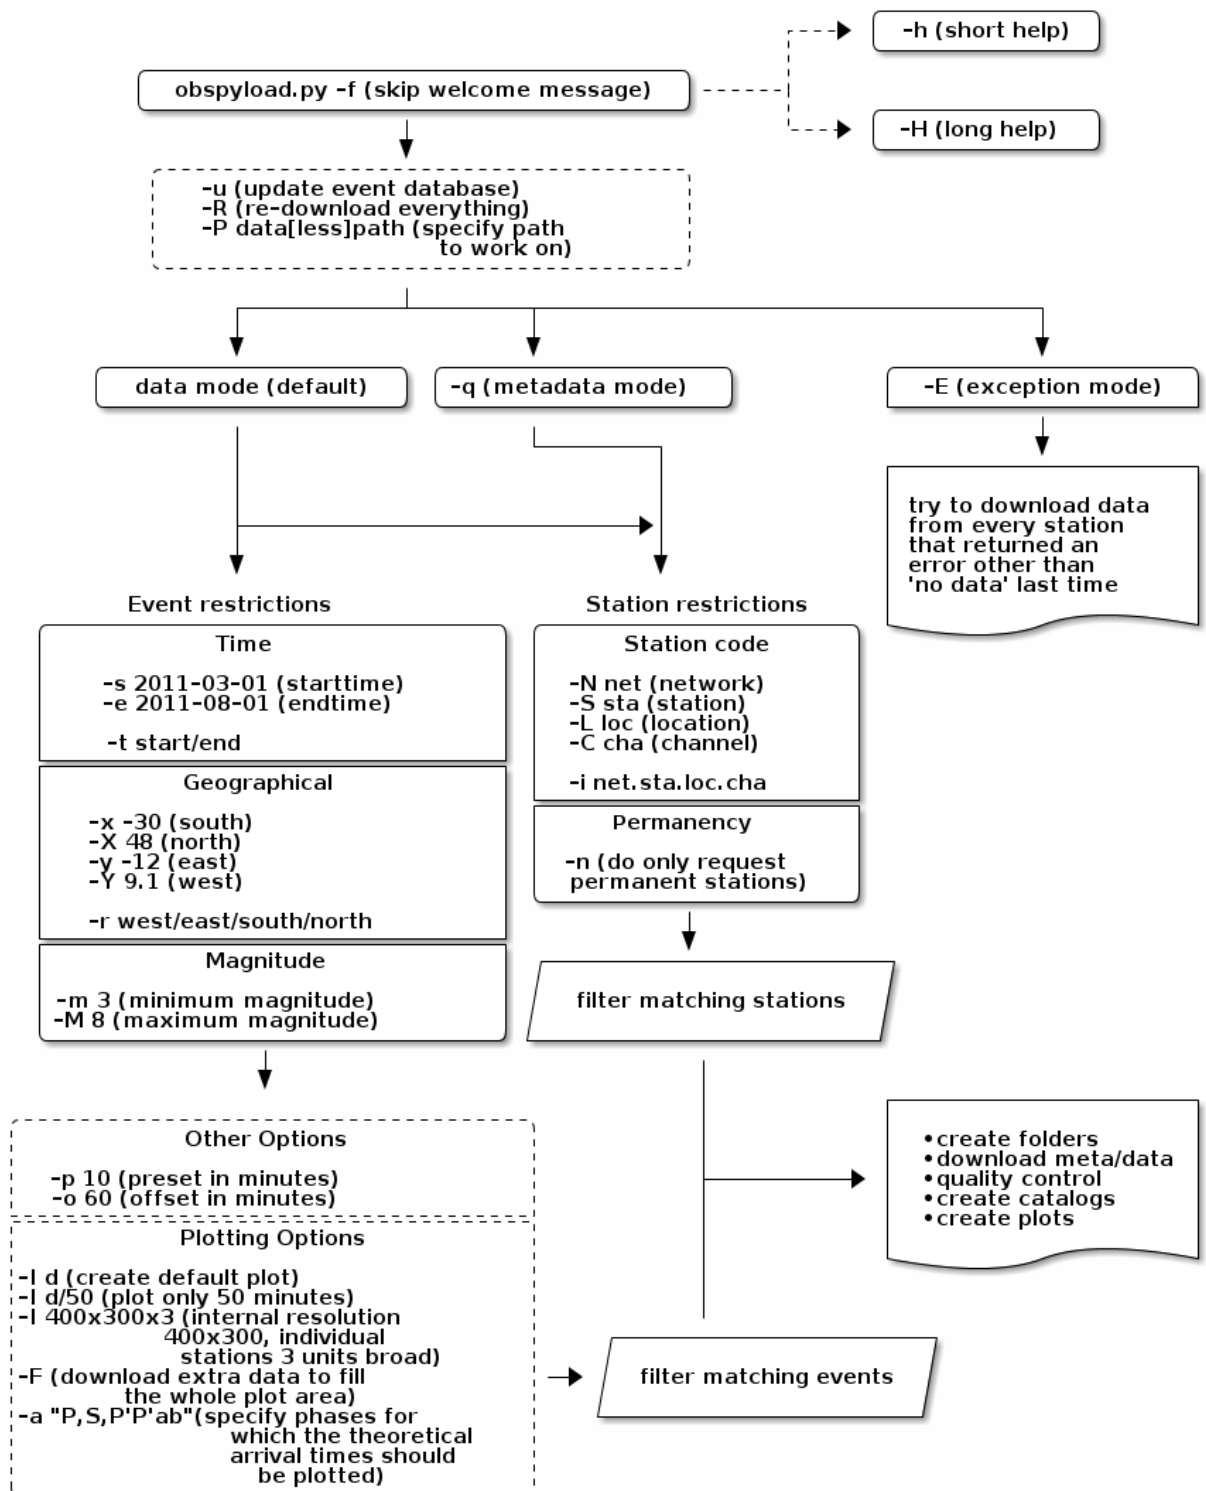 -h (short help)
obspyload.py -f (skip welcome message)
-H (long help)
-u (update event database)
-R (re-download everything)
-P data[less]path (specify path
to work on)
data mode (default)
-q (metadata mode)
-E (exception mode)
try to download data
from every station
that returned an
error other than
'no data' last time
Event restrictions
Time
-s 2011-03-01 (starttime)
-e 2011-08-01 (endtime)
-t start/end
Geographical
-x -30 (south)
-X 48 (north)
-y -12 (east)
-Y 9.1 (west)
-r west/east/south/north
Magnitude
-m 3 (minimum magnitude)
-M 8 (maximum magnitude)
Station restrictions
Station code
-N net (network)
-S sta (station)
-L loc (location)
-C cha (channel)
-i net.sta.loc.cha
Permanency
-n (do only request
permanent stations)
filter matching stations
Other Options
-p 10 (preset in minutes)
-o 60 (offset in minutes)
Plotting Options
-I d (create default plot)
-I d/50 (plot only 50 minutes)
-I 400x300x3 (internal resolution
400x300, individual
stations 3 units broad)
-F (download extra data to fill
the whole plot area)
-a "P,S,P'P'ab"(specify phases for
which the theoretical
arrival times should
be plotted)
•create folders
•download meta/data
•quality control
•create catalogs
•create plots
filter matching events